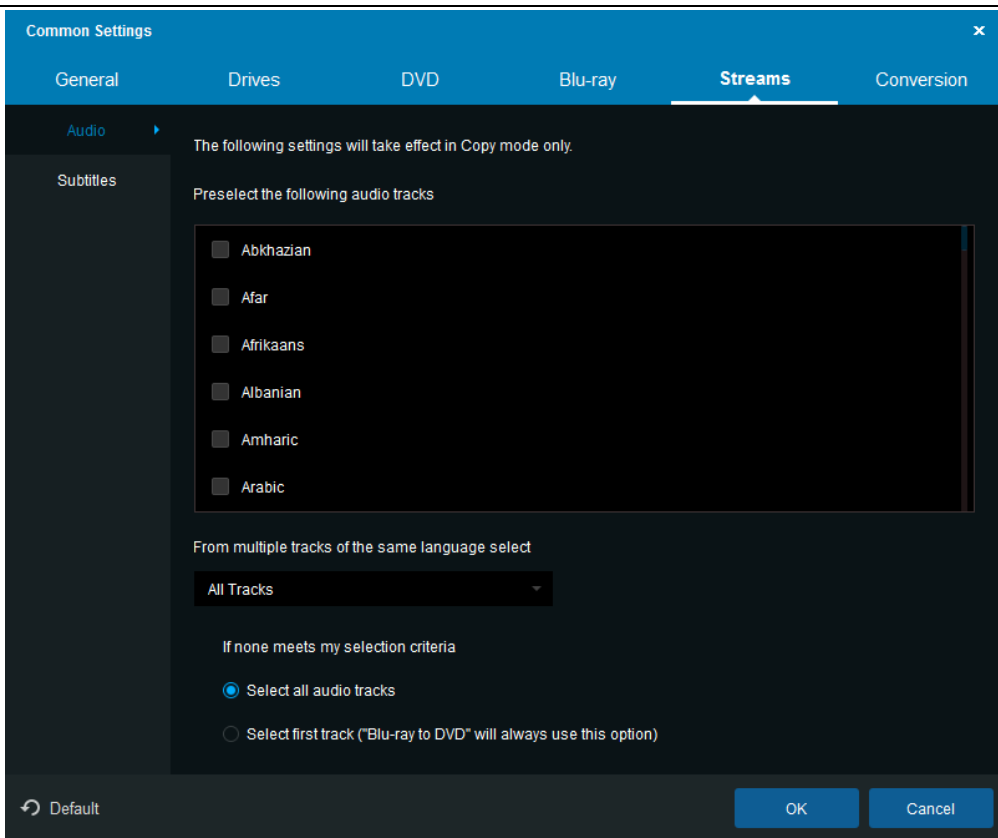 Common Settings
General Drives DVD Blu-ray Streams Conversion
Audio
Subtitles
The following settings will take effect in Copy mode only.
Preselect the following audio tracks
Abkhazian
Afar
Afrikaans
Albanian
Amharic
Arabic
From multiple tracks of the same language select
All Tracks
If none meets my selection criteria
Select all audio tracks
Select first track ("Blu-ray to DVD" will always use this option)
Default OK Cancel